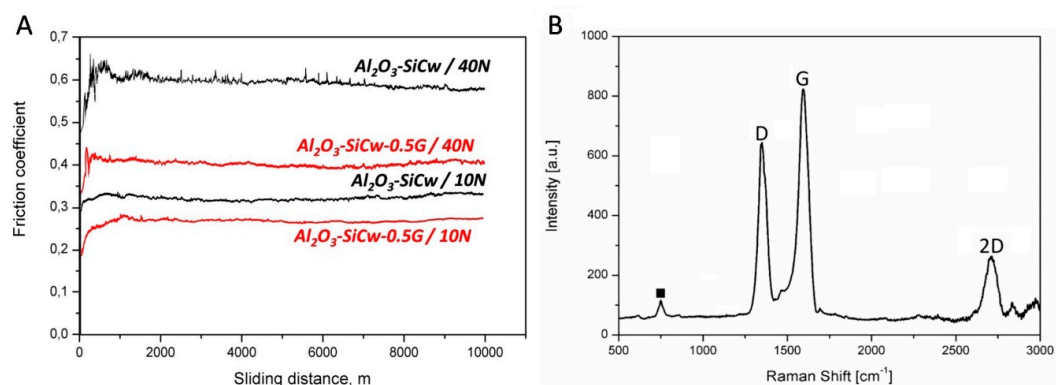 A
0,7
0,6
0,5
0,4
0,3
0,2
0,1
0,0
Friction coefficient
Al₂O₃-SiCw / 40N
Al₂O₃-SiCw-0.5G / 40N
Al₂O₃-SiCw / 10N
Al₂O₃-SiCw-0.5G / 10N
0 2000 4000 6000 8000 10000
Sliding distance, m
B
1000
800
600
400
200
0
Intensity [a.u.]
D
G
2D
500 1000 1500 2000 2500 3000
Raman Shift [cm⁻¹]